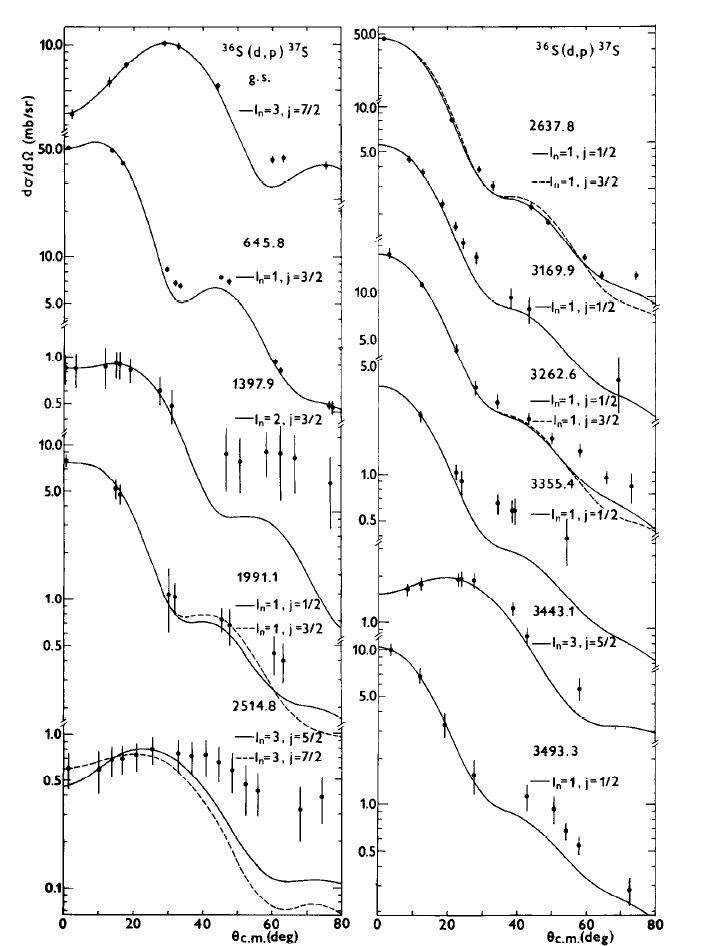 ³⁶S(d,p) ³⁷S
g.s.
lₙ=3, j=7/2
dσ/dΩ (mb/sr)
10.0
50.0
10.0
5.0
645.8
lₙ=1, j=3/2
1.0
0.5
1397.9
lₙ=2, j=3/2
10.0
5.0
1991.1
lₙ=1, j=1/2
lₙ=1, j=3/2
1.0
0.5
2514.8
lₙ=3, j=5/2
lₙ=3, j=7/2
1.0
0.5
0.1
0 20 40 60 80
θc.m.(deg)
³⁶S(d,p) ³⁷S
50.0
10.0
2637.8
lₙ=1, j=1/2
lₙ=1, j=3/2
5.0
3169.9
lₙ=1, j=1/2
10.0
5.0
3262.6
lₙ=1, j=1/2
lₙ=1, j=3/2
5.0
1.0
0.5
3355.4
lₙ=1, j=1/2
3443.1
lₙ=3, j=5/2
1.0
10.0
5.0
3493.3
lₙ=1, j=1/2
1.0
0.5
0 20 40 60 80
θc.m.(deg)